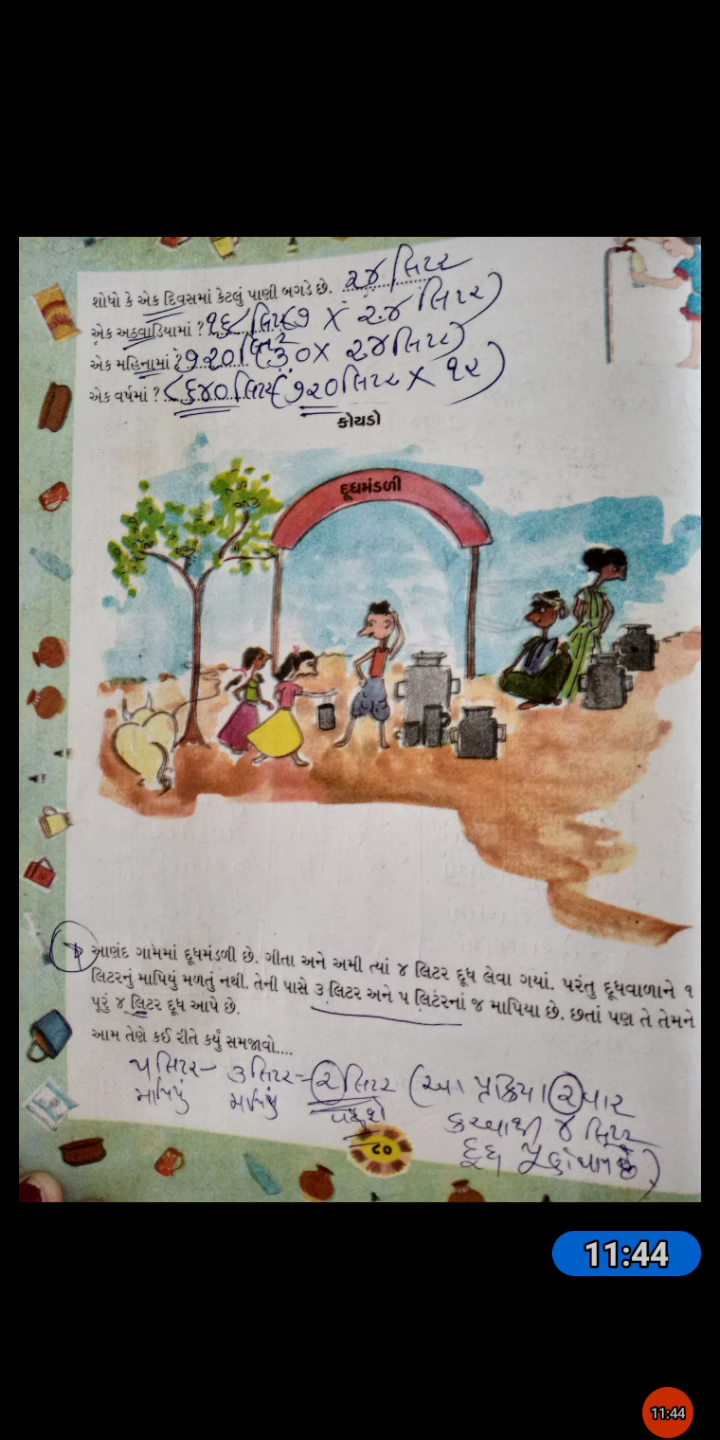 શોધો કે એક દિવસમાં કેટલું પાણી બગડે છે. ૨૪ લિટર
એક અઠવાડિયામાં ? ૧૬૮ લિટર (૭ X ૨૪ લિટર)
એક મહિનામાં ? ૭૨૦ લિટર (૩૦ X ૨૪ લિટર)
એક વર્ષમાં ? ૮૬૪૦ લિટર (૭૨૦ લિટર X ૧૨)
કોયડો
દૂધમંડળી
આણંદ ગામમાં દૂધમંડળી છે. ગીતા અને અમી ત્યાં ૪ લિટર દૂધ લેવા ગયાં. પરંતુ દૂધવાળાને ૧
લિટરનું માપિયું મળતું નથી. તેની પાસે ૩ લિટર અને ૫ લિટરનાં જ માપિયા છે. છતાં પણ તે તેમને
પૂરું ૪ લિટર દૂધ આપે છે.
આમ તેણે કઈ રીતે કર્યું સમજાવો....
૫ લિટર – ૩ લિટર = ૨ લિટર (આ પ્રક્રિયા ૨ વાર
માપિયું માપિયું વધશે કરવાથી ૪ લિટર
દૂધ
૮૦
11:44
11:44